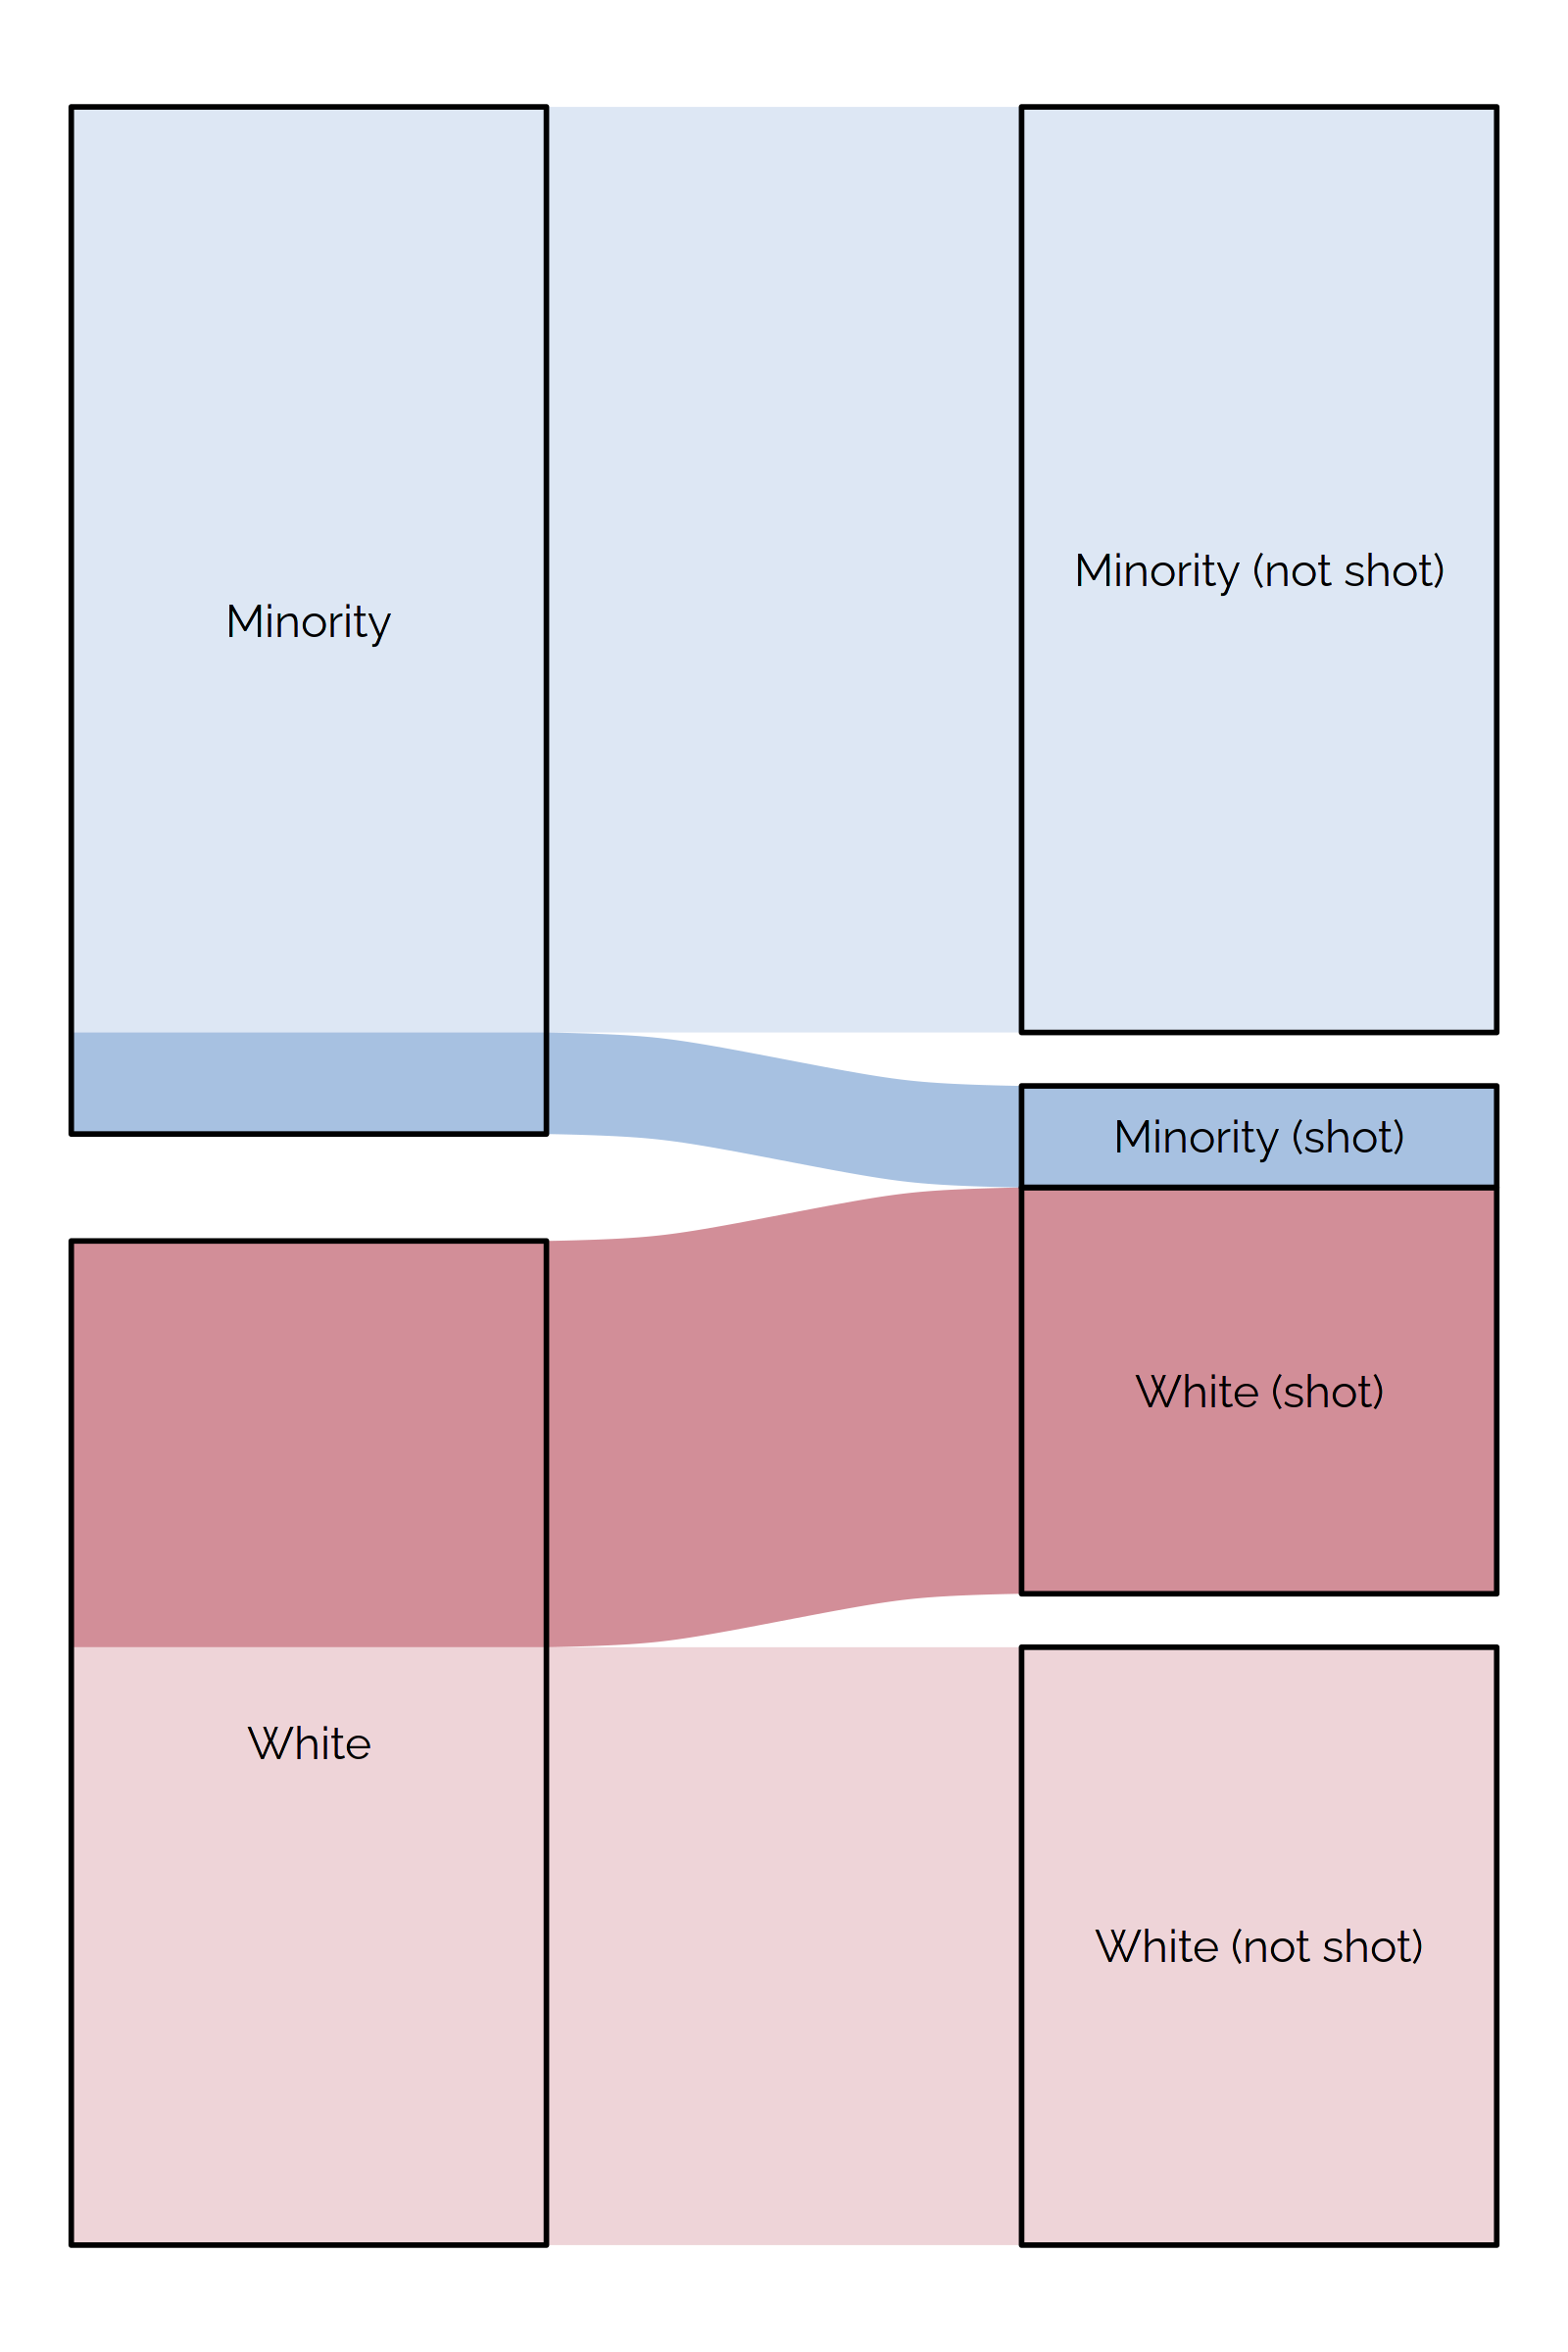 Minority
Minority (not shot)
Minority (shot)
White (shot)
White
White (not shot)